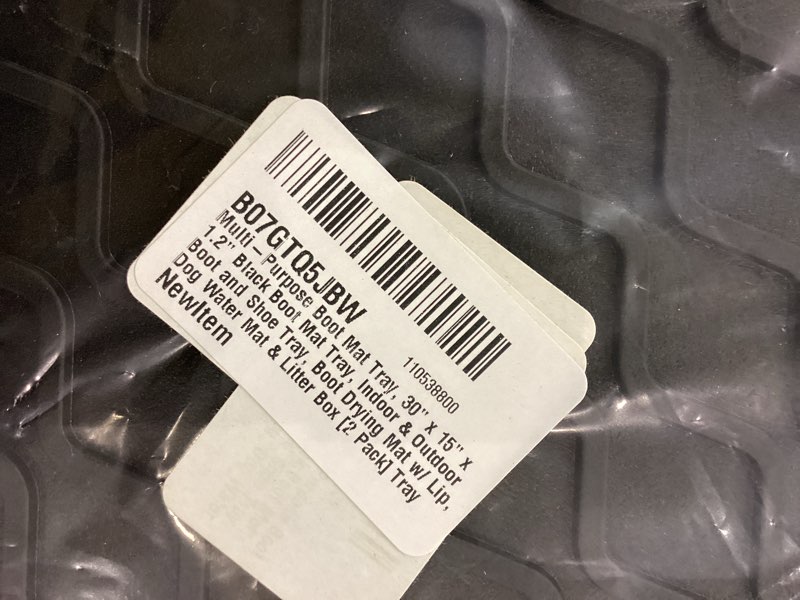 B07GTQ5JBW
110538800
Multi – Purpose Boot Mat Tray, 30" x 15" x
1.2" Black Boot Mat Tray, Indoor & Outdoor
Boot and Shoe Tray, Boot Drying Mat w/ Lip,
Dog Water Mat & Litter Box [2 Pack] Tray
NewItem